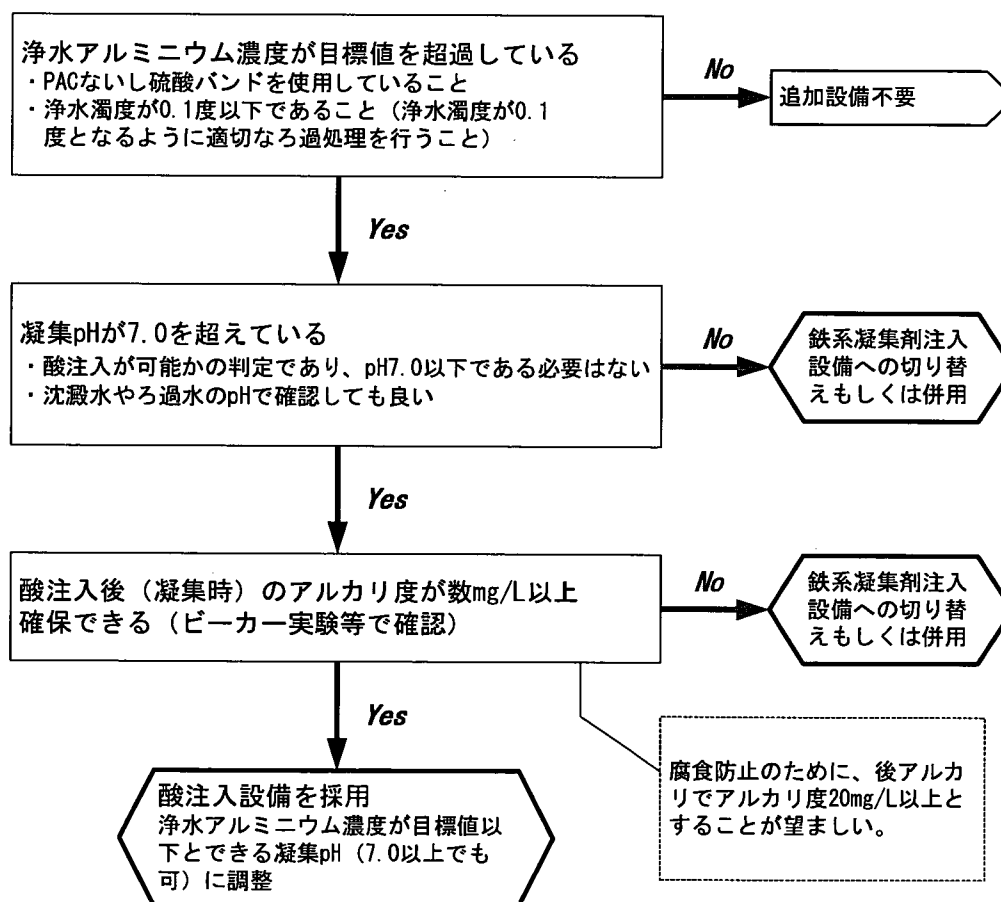 浄水アルミニウム濃度が目標値を超過している
・PACないし硫酸バンドを使用していること
・浄水濁度が0.1度以下であること（浄水濁度が0.1
度となるように適切なろ過処理を行うこと）
No
追加設備不要
Yes
凝集pHが7.0を超えている
・酸注入が可能かの判定であり、pH7.0以下である必要はない
・沈澱水やろ過水のpHで確認しても良い
No
鉄系凝集剤注入
設備への切り替
えもしくは併用
Yes
酸注入後（凝集時）のアルカリ度が数mg/L以上
確保できる（ビーカー実験等で確認）
No
鉄系凝集剤注入
設備への切り替
えもしくは併用
Yes
腐食防止のために、後アルカ
リでアルカリ度20mg/L以上と
することが望ましい。
酸注入設備を採用
浄水アルミニウム濃度が目標値以
下とできる凝集pH（7.0以上でも
可）に調整